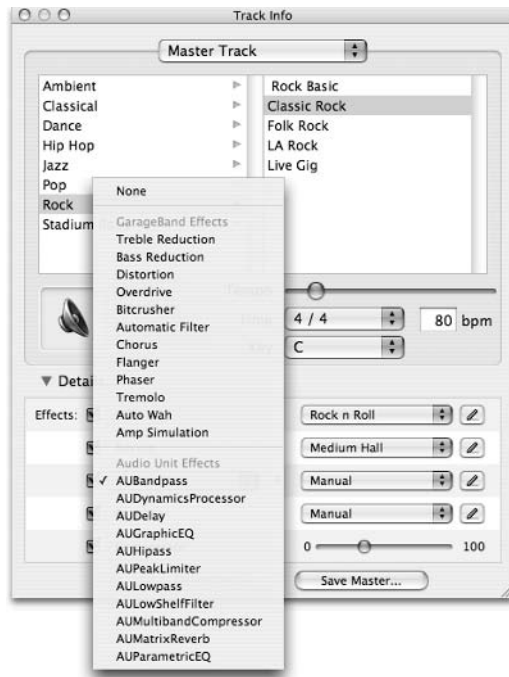 Track Info
Master Track
Ambient
Classical
Dance
Hip Hop
Jazz
Pop
Rock
Stadium
Rock Basic
Classic Rock
Folk Rock
LA Rock
Live Gig
None
GarageBand Effects
Treble Reduction
Bass Reduction
Distortion
Overdrive
Bitcrusher
Automatic Filter
Chorus
Flanger
Phaser
Tremolo
Auto Wah
Amp Simulation
Audio Unit Effects
AUBandpass
AUDynamicsProcessor
AUDelay
AUGraphicEQ
AUHipass
AUPeakLimiter
AULowpass
AULowShelfFilter
AUMultibandCompressor
AUMatrixReverb
AUParametricEQ
4 / 4
80 bpm
C
Effects:
Rock n Roll
Medium Hall
Manual
Manual
0 100
Save Master...